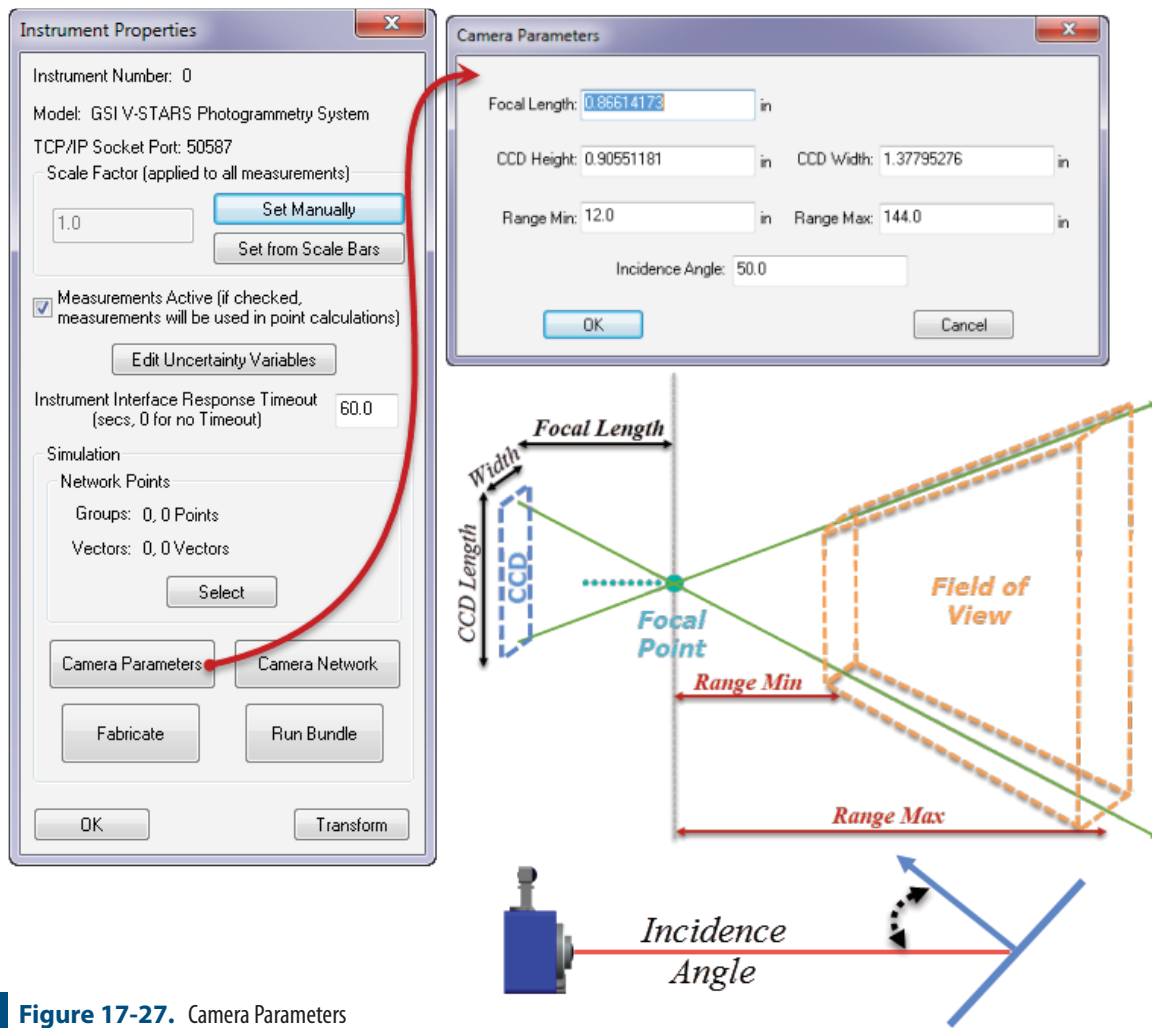 Instrument Properties
Instrument Number: 0
Model: GSI V-STARS Photogrammetry System
TCP/IP Socket Port: 50587
Scale Factor (applied to all measurements)
1.0
Set Manually
Set from Scale Bars
Measurements Active (if checked,
measurements will be used in point calculations)
Edit Uncertainty Variables
Instrument Interface Response Timeout
(secs, 0 for no Timeout)
60.0
Simulation
Network Points
Groups: 0, 0 Points
Vectors: 0, 0 Vectors
Select
Camera Parameters
Camera Network
Fabricate
Run Bundle
OK
Transform
Camera Parameters
Focal Length: 0.86614173 in
CCD Height: 0.90551181 in CCD Width: 1.37795276 in
Range Min: 12.0 in Range Max: 144.0 in
Incidence Angle: 50.0
OK
Cancel
Focal Length
Width
CCD Length
CCD
Focal
Point
Field of
View
Range Min
Range Max
Incidence
Angle
Figure 17-27. Camera Parameters